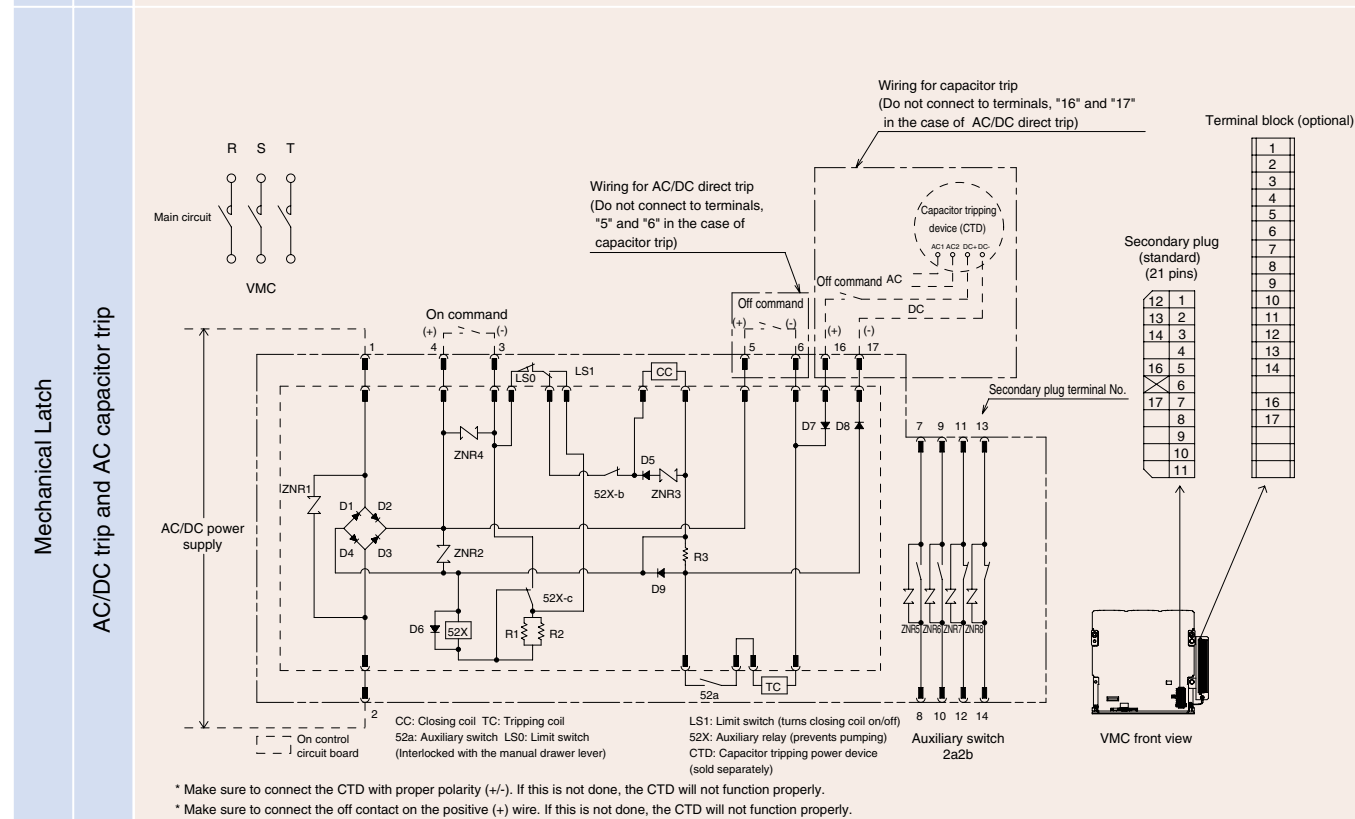 Mechanical Latch
AC/DC trip and AC capacitor trip
R S T
Main circuit
VMC
Wiring for capacitor trip
(Do not connect to terminals, "16" and "17"
in the case of AC/DC direct trip)
Wiring for AC/DC direct trip
(Do not connect to terminals,
"5" and "6" in the case of
capacitor trip)
Capacitor tripping
device (CTD)
AC1 AC2 DC+ DC-
Off command AC
DC
Off command
(+) (-)
On command
(+) (-)
(+) (-)
1 4 3 5 6 16 17
LS0 LS1
CC
D7 D8
ZNR4
D5
52X-b
ZNR3
ZNR1
D1 D2
D4 D3
ZNR2
R3
D9
52X-c
D6 52X
R1 R2
52a
TC
2
AC/DC power
supply
Secondary plug terminal No.
7 9 11 13
ZNR5 ZNR6 ZNR7 ZNR8
8 10 12 14
Auxiliary switch
2a2b
Secondary plug
(standard)
(21 pins)
12 1
13 2
14 3
4
16 5
6
17 7
8
9
10
11
Terminal block (optional)
1
2
3
4
5
6
7
8
9
10
11
12
13
14
16
17
VMC front view
On control
circuit board
CC: Closing coil TC: Tripping coil
52a: Auxiliary switch LS0: Limit switch
(Interlocked with the manual drawer lever)
LS1: Limit switch (turns closing coil on/off)
52X: Auxiliary relay (prevents pumping)
CTD: Capacitor tripping power device
(sold separately)
* Make sure to connect the CTD with proper polarity (+/-). If this is not done, the CTD will not function properly.
* Make sure to connect the off contact on the positive (+) wire. If this is not done, the CTD will not function properly.